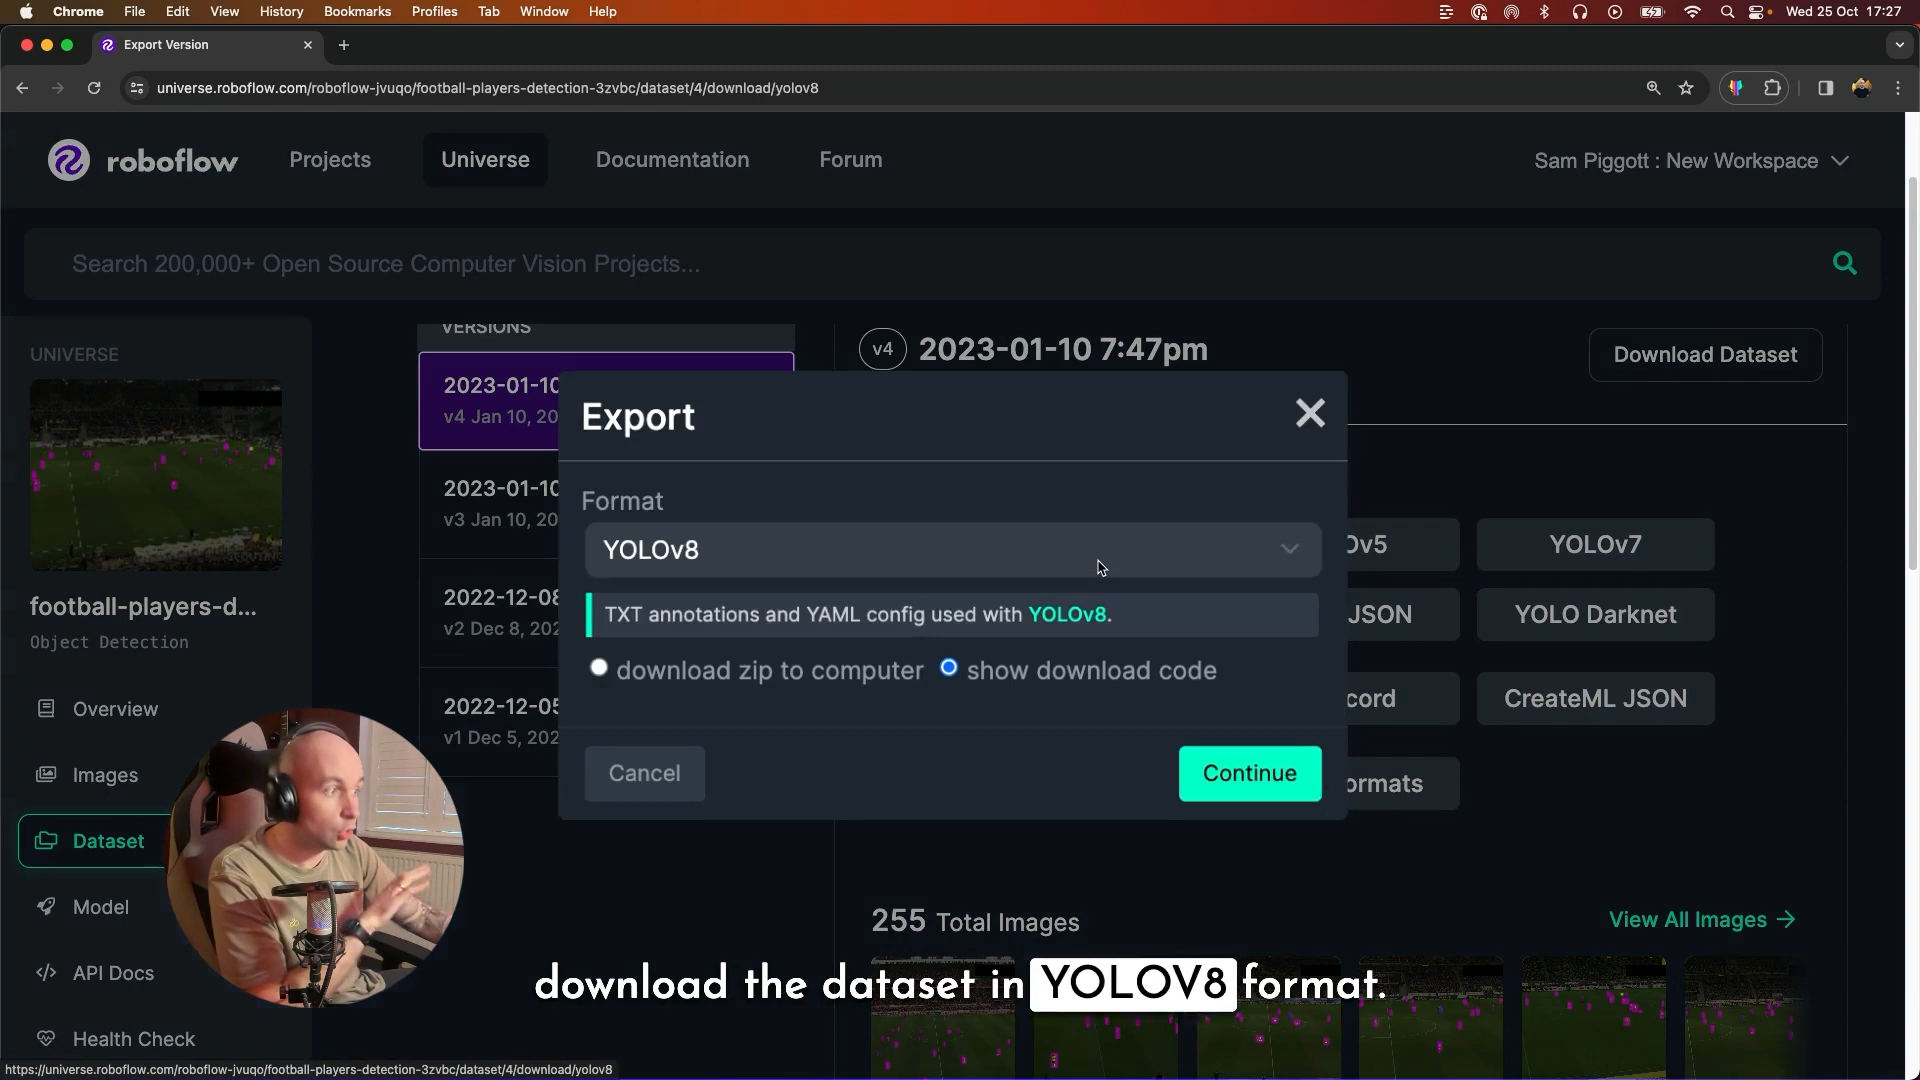 Chrome File Edit View History Bookmarks Profiles Tab Window Help Wed 25 Oct 17:27
Export Version
universe.roboflow.com/roboflow-jvuqo/football-players-detection-3zvbc/dataset/4/download/yolov8
roboflow Projects Universe Documentation Forum Sam Piggott : New Workspace
Search 200,000+ Open Source Computer Vision Projects...
UNIVERSE
football-players-d...
Object Detection
Overview
Images
Dataset
Model
API Docs
Health Check
VERSIONS
2023-01-10
v4 Jan 10, 20
2023-01-10
v3 Jan 10, 20
2022-12-08
v2 Dec 8, 202
2022-12-05
v1 Dec 5, 202
v4 2023-01-10 7:47pm
Download Dataset
Export
Format
YOLOv8
TXT annotations and YAML config used with YOLOv8.
download zip to computer show download code
Cancel Continue
Ov5 YOLOv7
JSON YOLO Darknet
cord CreateML JSON
ormats
255 Total Images View All Images
download the dataset in YOLOV8 format.
https://universe.roboflow.com/roboflow-jvuqo/football-players-detection-3zvbc/dataset/4/download/yolov8